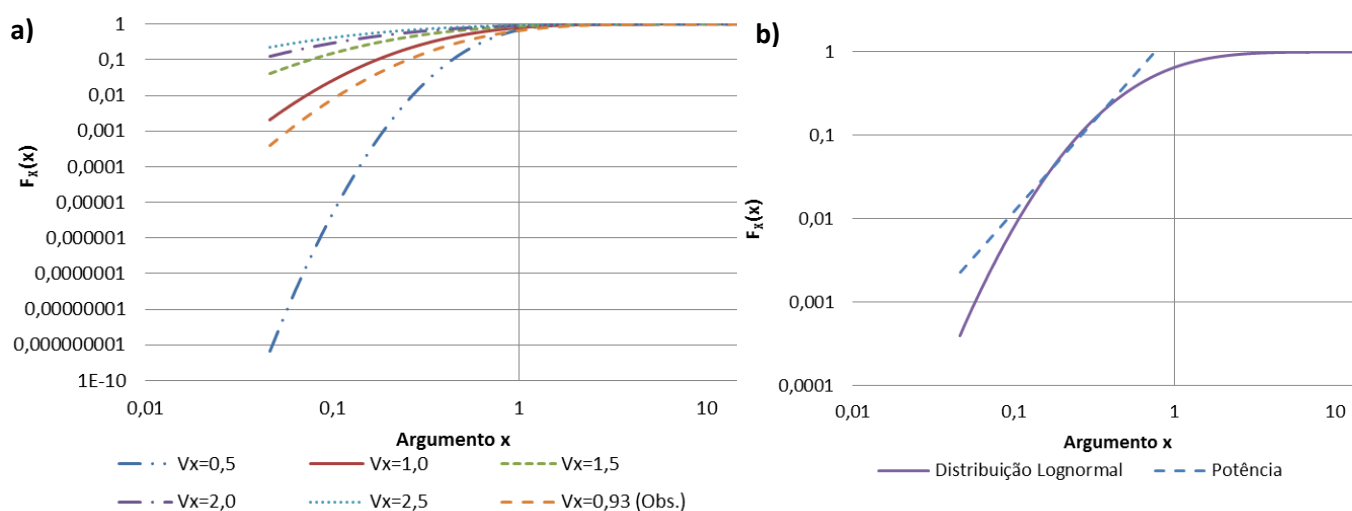 a)
1
0,1
0,01
0,001
0,0001
0,00001
0,000001
0,0000001
0,00000001
0,000000001
1E-10
Fx(x)
0,01 0,1 1 10
Argumento x
Vx=0,5 Vx=1,0 Vx=1,5
Vx=2,0 Vx=2,5 Vx=0,93 (Obs.)
b)
1
0,1
0,01
0,001
0,0001
Fx(x)
0,01 0,1 1 10
Argumento x
Distribuição Lognormal Potência